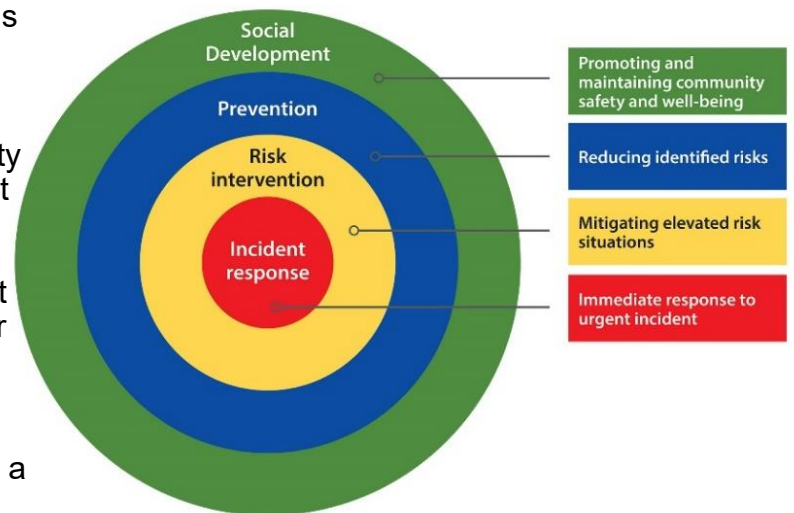 s
ty
t
t
r
a
Social
Development
Prevention
Risk
intervention
Incident
response
Promoting and
maintaining community
safety and well-being
Reducing identified risks
Mitigating elevated risk
situations
Immediate response to
urgent incident